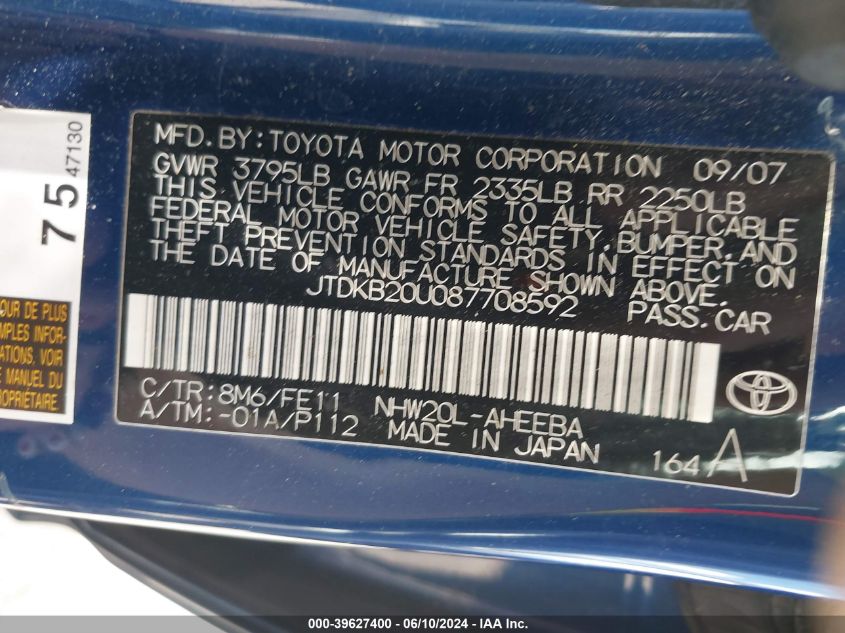 MFD.BY:TOYOTA MOTOR CORPORATION 09/07
GVWR 3795LB GAWR FR 2335LB RR 2250LB
THIS VEHICLE CONFORMS TO ALL APPLICABLE
FEDERAL MOTOR VEHICLE SAFETY,BUMPER,AND
THEFT PREVENTION STANDARDS IN EFFECT ON
THE DATE OF MANUFACTURE SHOWN ABOVE.
JTDKB20U087708592 PASS.CAR
C/TR:8M6/FE11 NHW20L-AHEEBA
A/TM:-01A/P112 MADE IN JAPAN
164 A
75 47130
OUR DE PLUS
MPLES INFOR-
ATIONS. VOIR
E MANUEL DU
ROPRIÉTAIRE.
000-39627400 - 06/10/2024 - IAAI Inc.